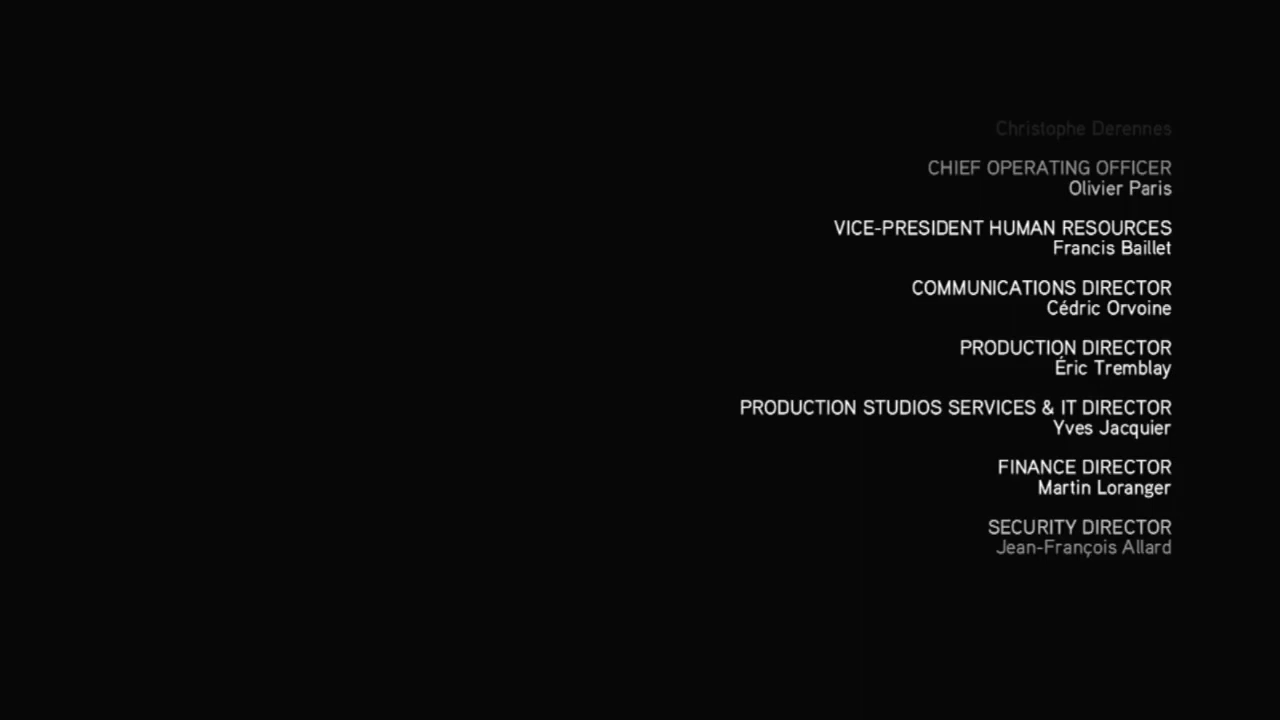 Christophe Derennes
CHIEF OPERATING OFFICER
Olivier Paris
VICE-PRESIDENT HUMAN RESOURCES
Francis Baillet
COMMUNICATIONS DIRECTOR
Cédric Orvoine
PRODUCTION DIRECTOR
Éric Tremblay
PRODUCTION STUDIOS SERVICES & IT DIRECTOR
Yves Jacquier
FINANCE DIRECTOR
Martin Loranger
SECURITY DIRECTOR
Jean-François Allard